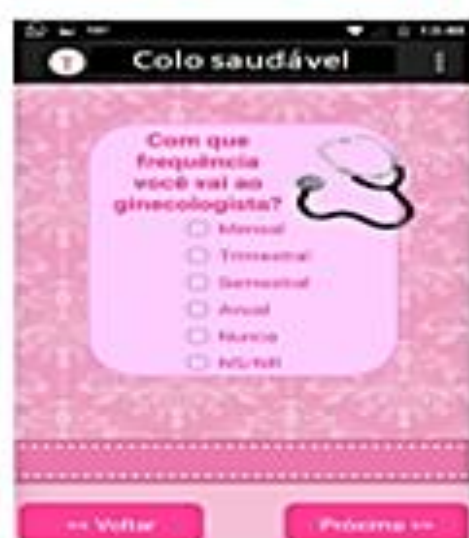 T
Colo saudável
Com que
frequência
você vai ao
ginecologista?
Mensal
Trimestral
Semestral
Anual
Nunca
NS/NR
<< Voltar
Próxima >>